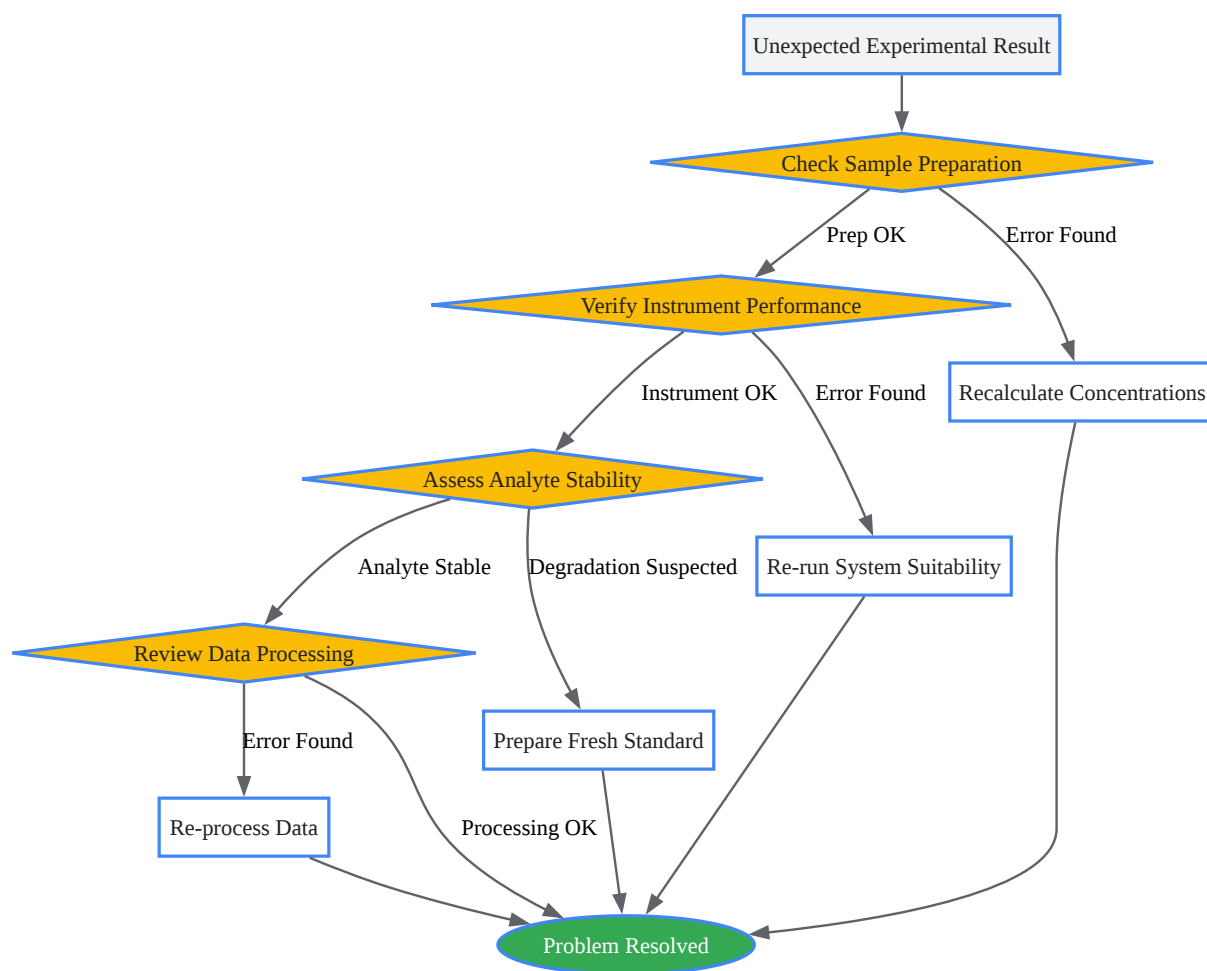 Unexpected Experimental Result
Check Sample Preparation
Prep OK
Error Found
Verify Instrument Performance
Instrument OK
Error Found
Recalculate Concentrations
Assess Analyte Stability
Analyte Stable
Degradation Suspected
Re-run System Suitability
Review Data Processing
Error Found
Prepare Fresh Standard
Re-process Data
Processing OK
Problem Resolved